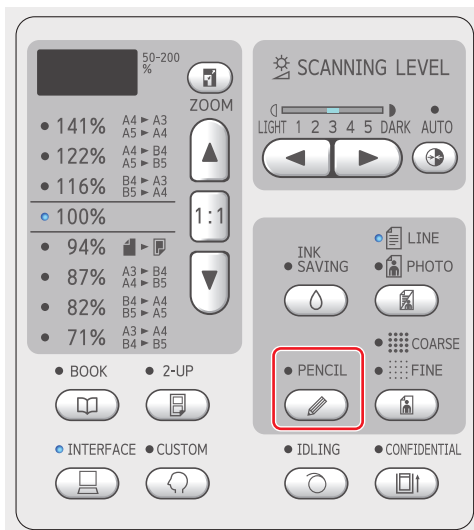 50-200
%
ZOOM
141% A4 ► A3
A5 ► A4
122% A4 ► B4
A5 ► B5
116% B4 ► A3
B5 ► A4
100%
94%
87% A3 ► B4
A4 ► B5
82% B4 ► A4
B5 ► A5
71% A3 ► A4
B4 ► B5
1:1
BOOK
2-UP
INTERFACE
CUSTOM
SCANNING LEVEL
LIGHT 1 2 3 4 5 DARK AUTO
INK
SAVING
LINE
PHOTO
PENCIL
COARSE
FINE
IDLING
CONFIDENTIAL